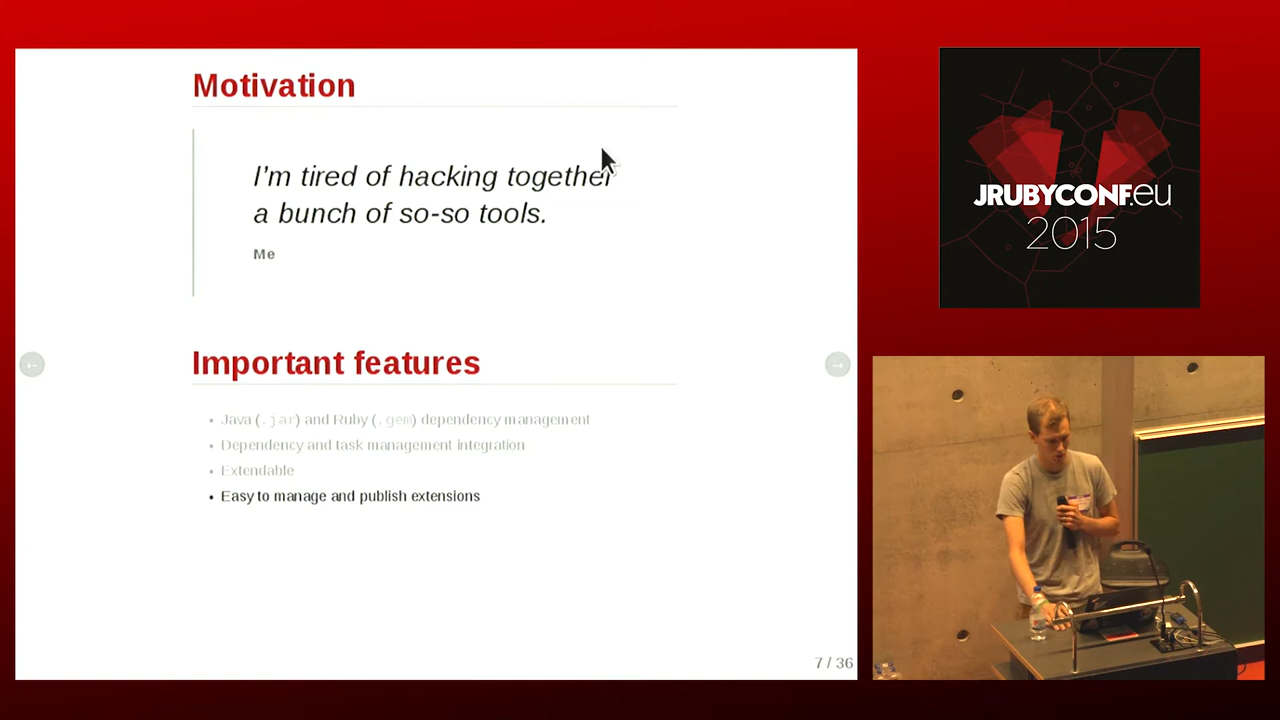 Motivation
I'm tired of hacking together
a bunch of so-so tools.
Me
Important features
• Java (.jar) and Ruby (.gem) dependency management
• Dependency and task management integration
• Extendable
• Easy to manage and publish extensions
7 / 36
JRUBYCONF.eu
2015